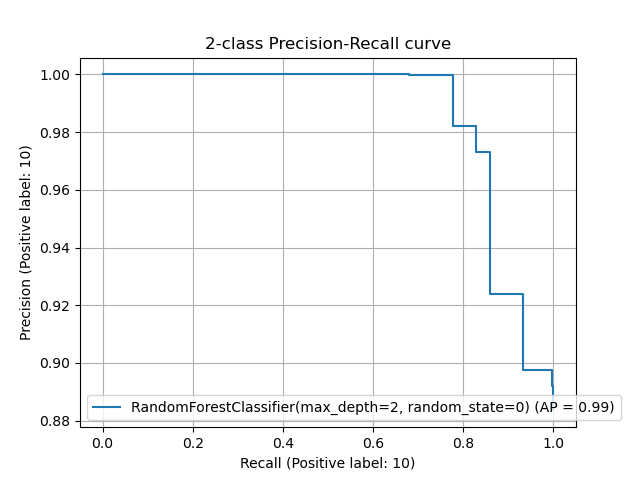 2-class Precision-Recall curve
Precision (Positive label: 10)
1.00
0.98
0.96
0.94
0.92
0.90
0.88
RandomForestClassifier(max_depth=2, random_state=0) (AP = 0.99)
0.0 0.2 0.4 0.6 0.8 1.0
Recall (Positive label: 10)